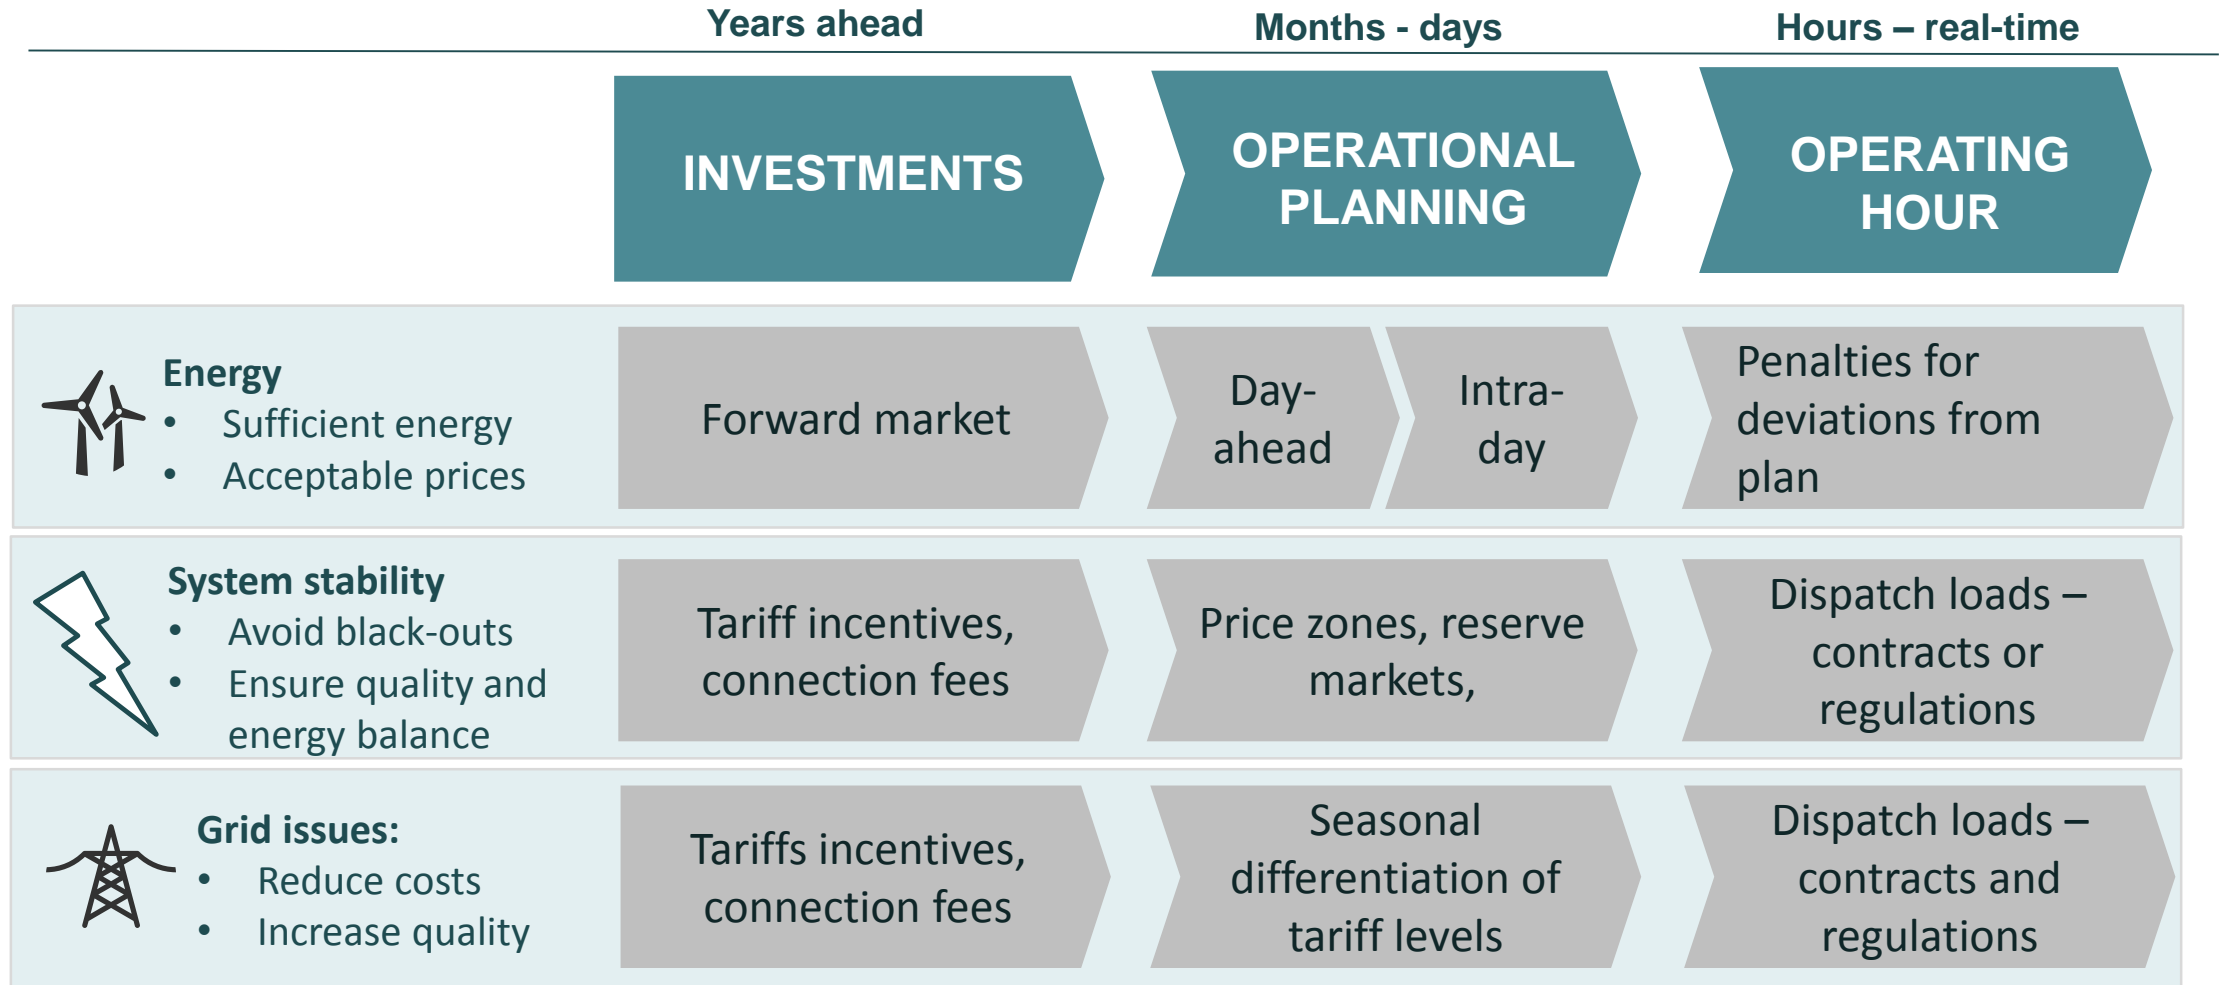 Years ahead
Months - days
Hours – real-time
INVESTMENTS
OPERATIONAL
PLANNING
OPERATING
HOUR
Energy
• Sufficient energy
• Acceptable prices
Forward market
Day-
ahead
Intra-
day
Penalties for
deviations from
plan
System stability
• Avoid black-outs
• Ensure quality and
energy balance
Tariff incentives,
connection fees
Price zones, reserve
markets,
Dispatch loads –
contracts or
regulations
Grid issues:
• Reduce costs
• Increase quality
Tariffs incentives,
connection fees
Seasonal
differentiation of
tariff levels
Dispatch loads –
contracts and
regulations